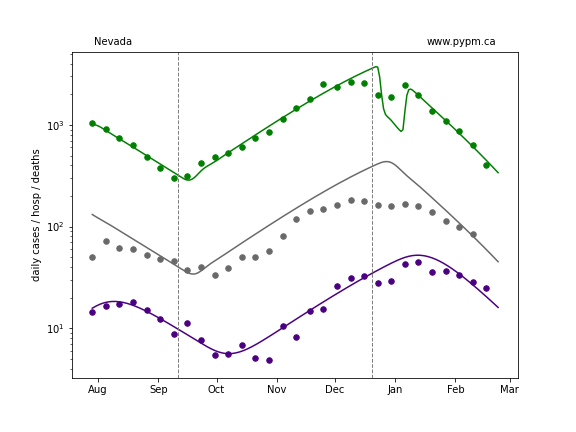 Nevada www.pypm.ca
daily cases / hosp / deaths
10³
10²
10¹
Aug Sep Oct Nov Dec Jan Feb Mar